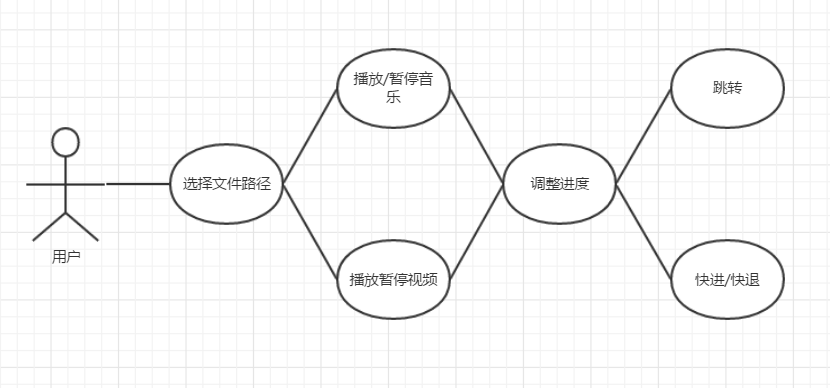 用户
选择文件路径
播放/暂停音
乐
播放暂停视频
调整进度
跳转
快进/快退